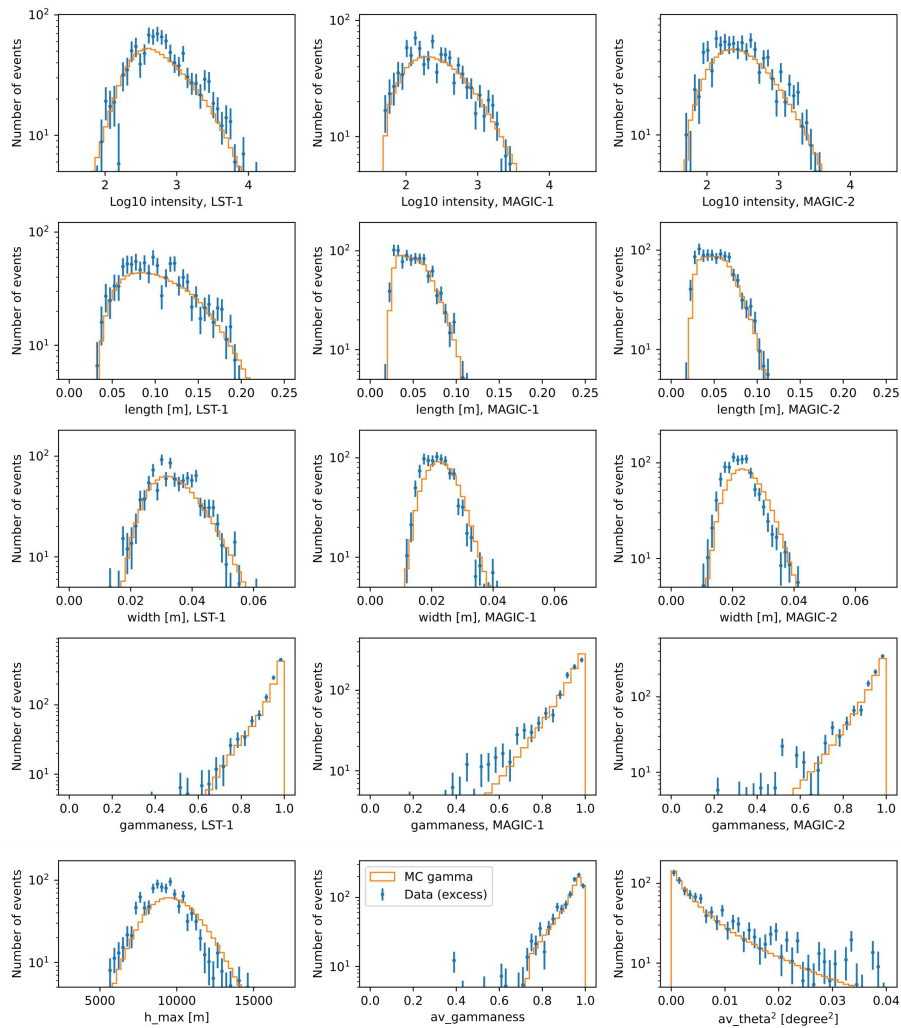 Number of events
10²
10¹
2 3 4
Log10 intensity, LST-1
Number of events
10²
10¹
2 3 4
Log10 intensity, MAGIC-1
Number of events
10²
10¹
2 3 4
Log10 intensity, MAGIC-2
Number of events
10²
10¹
0.00 0.05 0.10 0.15 0.20 0.25
length [m], LST-1
Number of events
10²
10¹
0.00 0.05 0.10 0.15 0.20 0.25
length [m], MAGIC-1
Number of events
10²
10¹
0.00 0.05 0.10 0.15 0.20 0.25
length [m], MAGIC-2
Number of events
10²
10¹
0.00 0.02 0.04 0.06
width [m], LST-1
Number of events
10²
10¹
0.00 0.02 0.04 0.06
width [m], MAGIC-1
Number of events
10²
10¹
0.00 0.02 0.04 0.06
width [m], MAGIC-2
Number of events
10²
10¹
0.0 0.2 0.4 0.6 0.8 1.0
gammaness, LST-1
Number of events
10²
10¹
0.0 0.2 0.4 0.6 0.8 1.0
gammaness, MAGIC-1
Number of events
10²
10¹
0.0 0.2 0.4 0.6 0.8 1.0
gammaness, MAGIC-2
Number of events
10²
10¹
5000 10000 15000
h_max [m]
Number of events
10²
10¹
MC gamma
Data (excess)
0.0 0.2 0.4 0.6 0.8 1.0
av_gammaness
Number of events
10²
10¹
0.00 0.01 0.02 0.03 0.04
av_theta² [degree²]